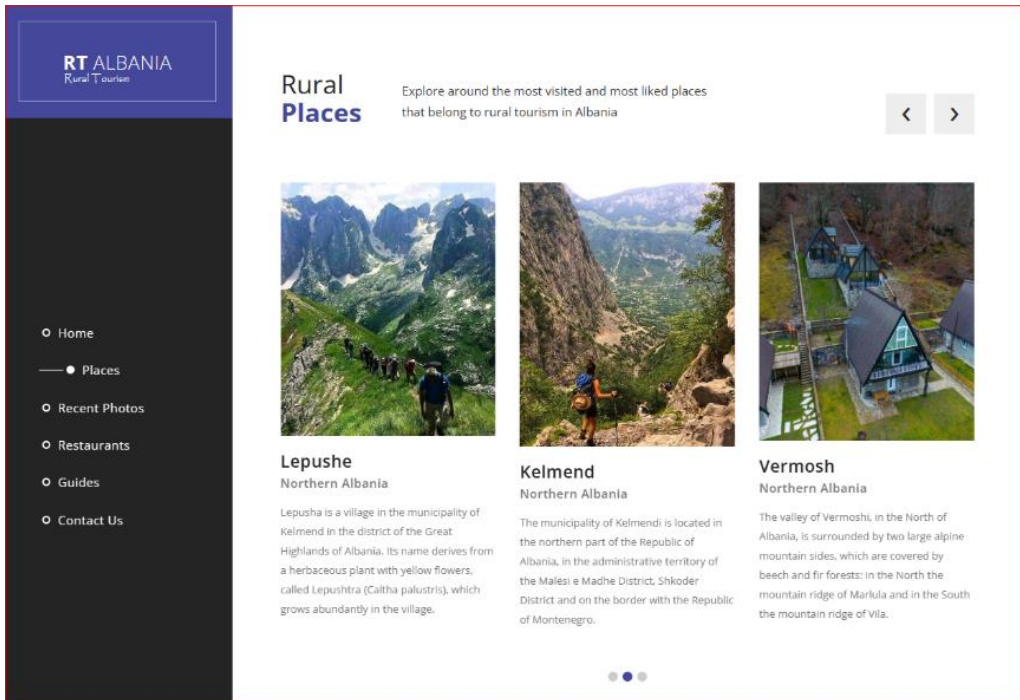 RT ALBANIA
Rural Tourism
Home
Places
Recent Photos
Restaurants
Guides
Contact Us
Rural
Places
Explore around the most visited and most liked places
that belong to rural tourism in Albania
Lepushe
Northern Albania
Lepusha is a village in the municipality of
Kelmend in the district of the Great
Highlands of Albania. Its name derives from
a herbaceous plant with yellow flowers,
called Lepushtra (Caltha palustris), which
grows abundantly in the village.
Kelmend
Northern Albania
The municipality of Kelmendi is located in
the northern part of the Republic of
Albania, in the administrative territory of
the Malësi e Madhe District, Shkodër
District and on the border with the Republic
of Montenegro.
Vermosh
Northern Albania
The valley of Vermoshi, in the North of
Albania, is surrounded by two large alpine
mountain sides, which are covered by
beech and fir forests: in the North the
mountain ridge of Marlula and in the South
the mountain ridge of Vila.